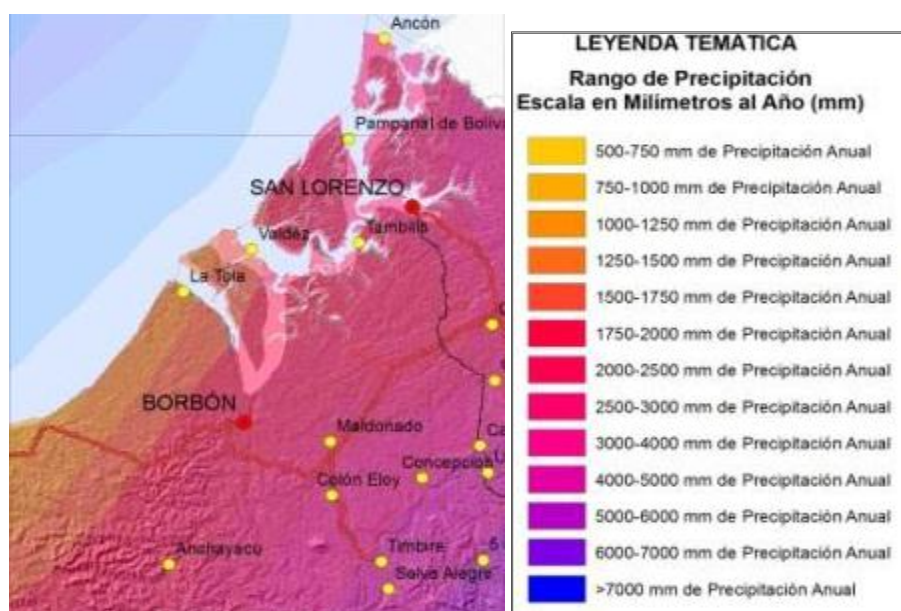 Ancón
Pampanal de Boliva
SAN LORENZO
Valdéz
Tambillo
La Tola
BORBÓN
Maldonado
Ca
Concepción
Colón Eloy
Anchayacu
Timbire
Selva Alegre
LEYENDA TEMÁTICA
Rango de Precipitación
Escala en Milímetros al Año (mm)
500-750 mm de Precipitación Anual
750-1000 mm de Precipitación Anual
1000-1250 mm de Precipitación Anual
1250-1500 mm de Precipitación Anual
1500-1750 mm de Precipitación Anual
1750-2000 mm de Precipitación Anual
2000-2500 mm de Precipitación Anual
2500-3000 mm de Precipitación Anual
3000-4000 mm de Precipitación Anual
4000-5000 mm de Precipitación Anual
5000-6000 mm de Precipitación Anual
6000-7000 mm de Precipitación Anual
>7000 mm de Precipitación Anual